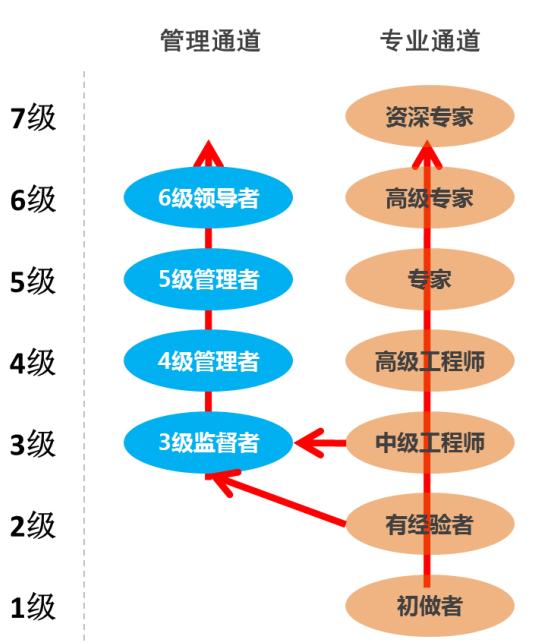 管理通道 专业通道
7级 资深专家
6级 6级领导者 高级专家
5级 5级管理者 专家
4级 4级管理者 高级工程师
3级 3级监督者 中级工程师
2级 有经验者
1级 初做者